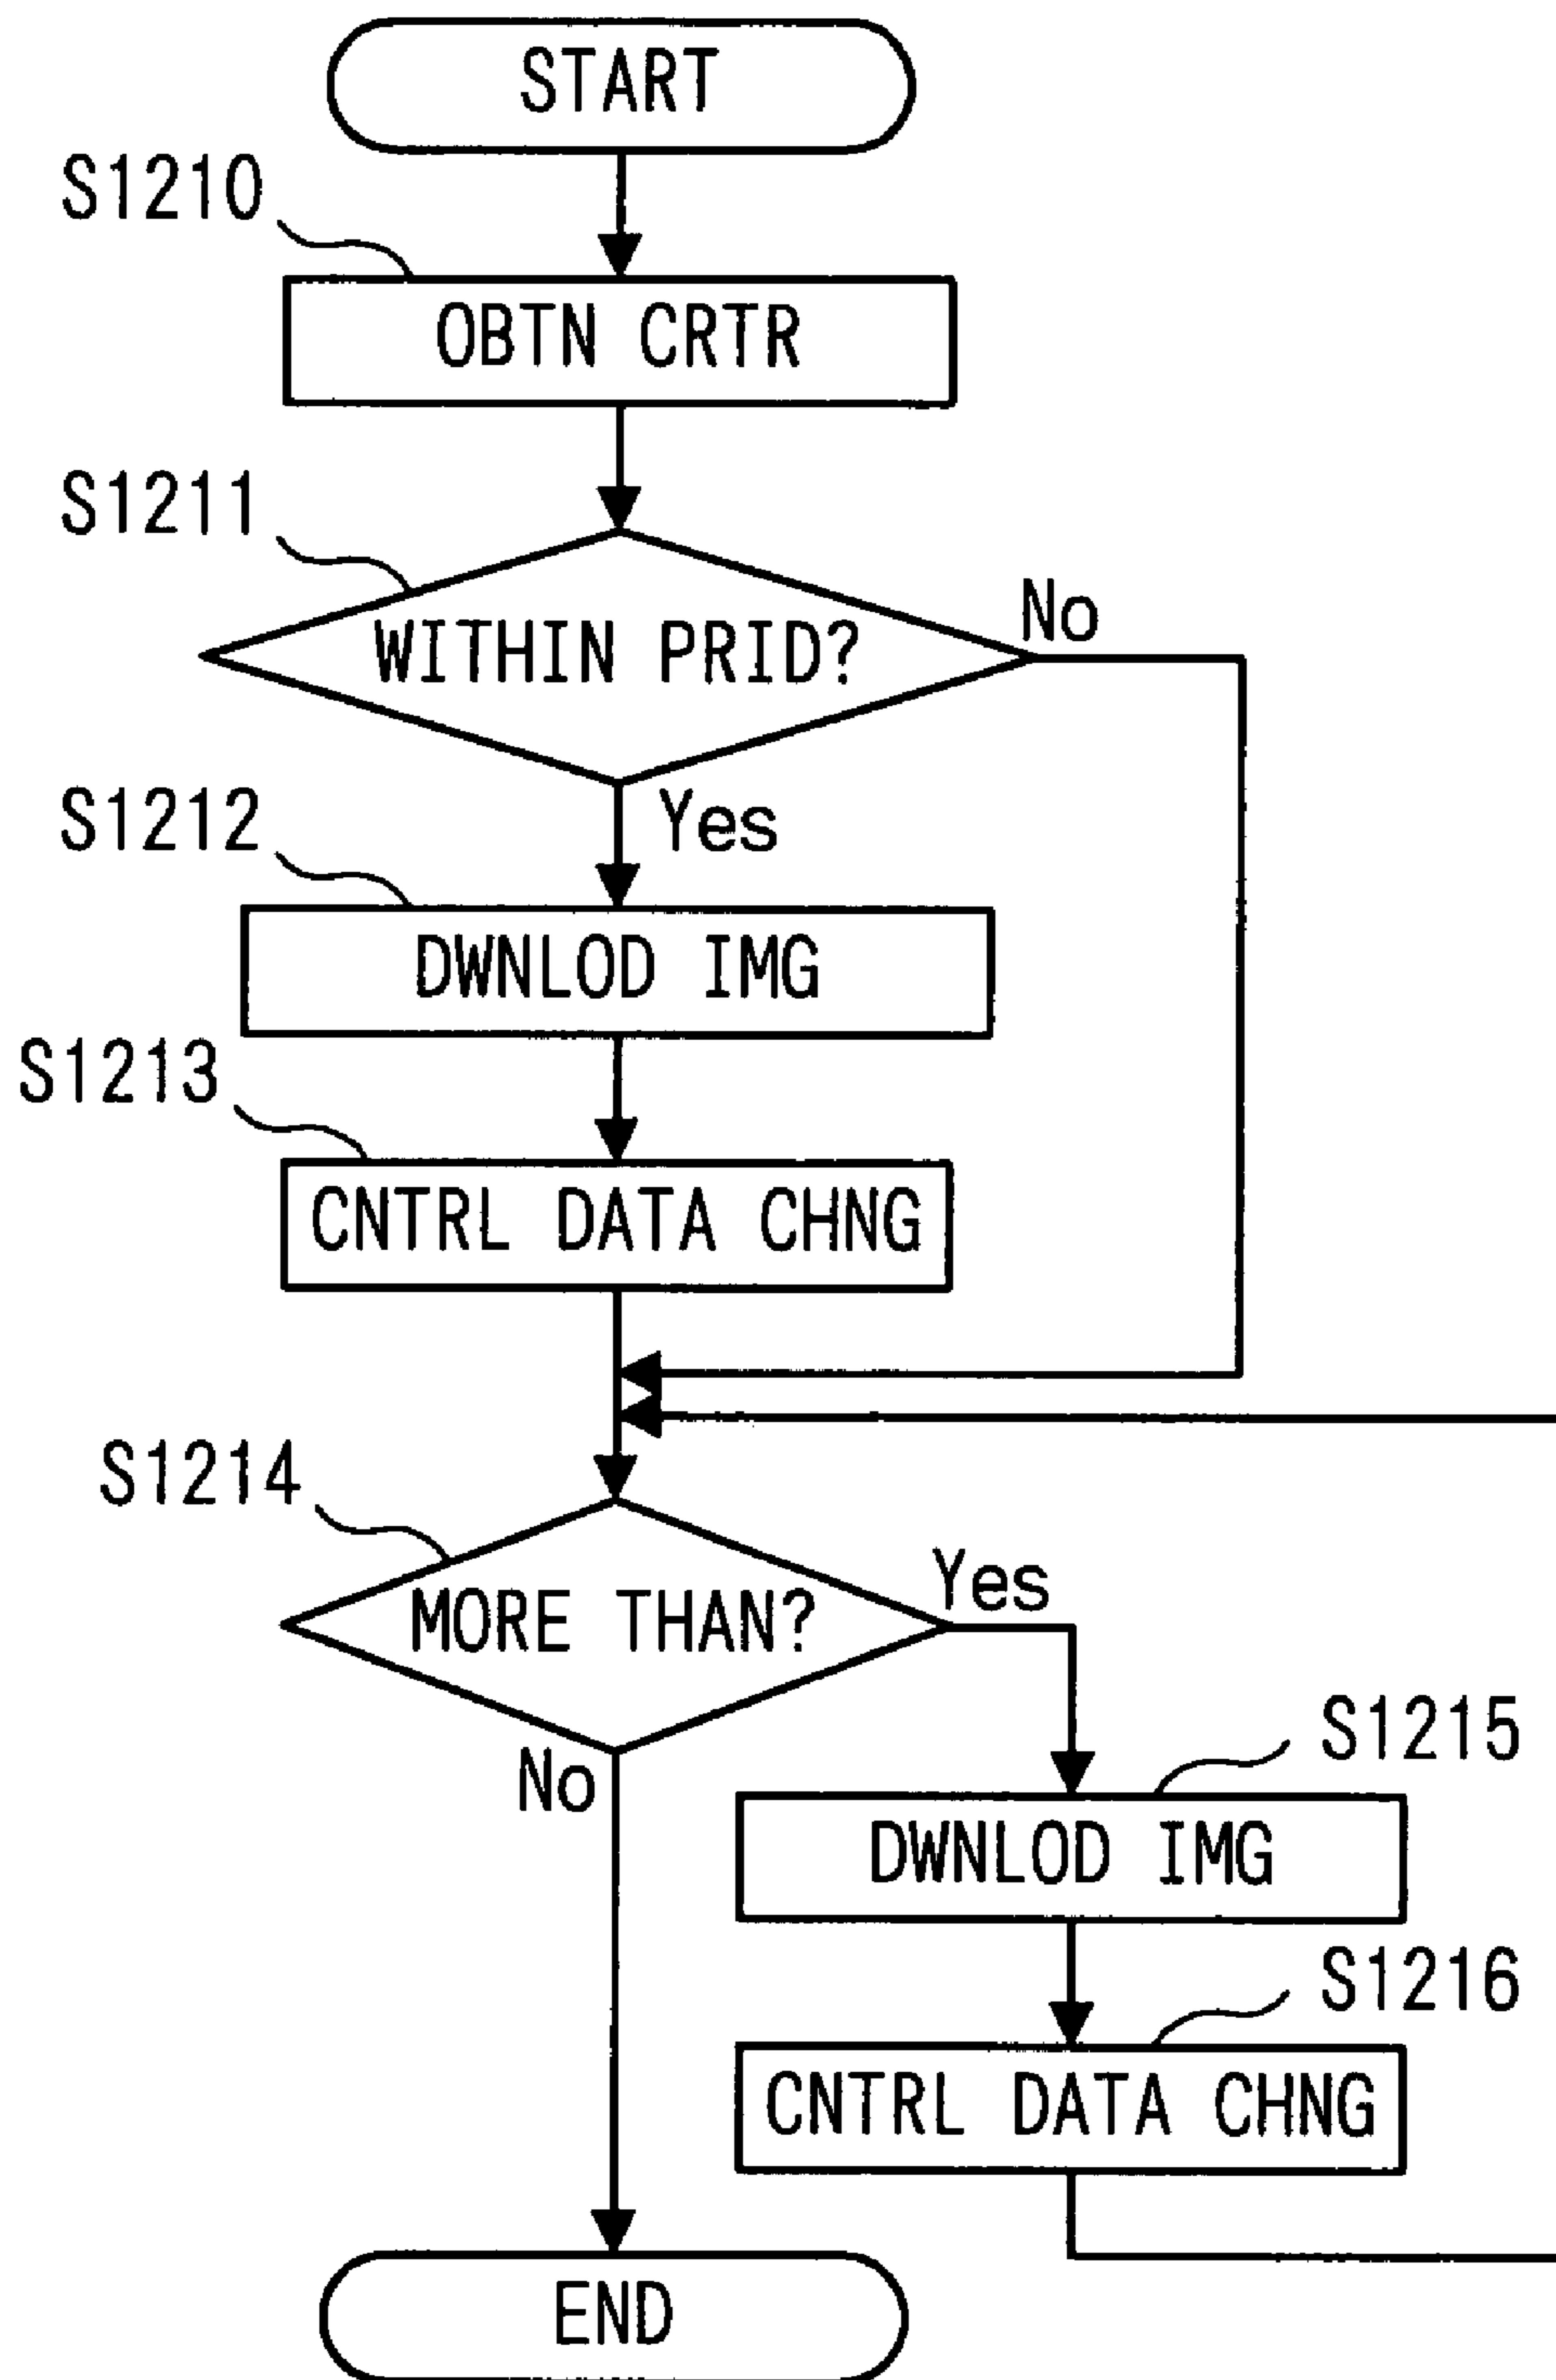 START
S1210
OBTN CRTR
S1211
WITHIN PRID?
No
Yes
S1212
DWNLOD IMG
S1213
CNTRL DATA CHNG
S1214
MORE THAN?
Yes
No
S1215
DWNLOD IMG
S1216
CNTRL DATA CHNG
END